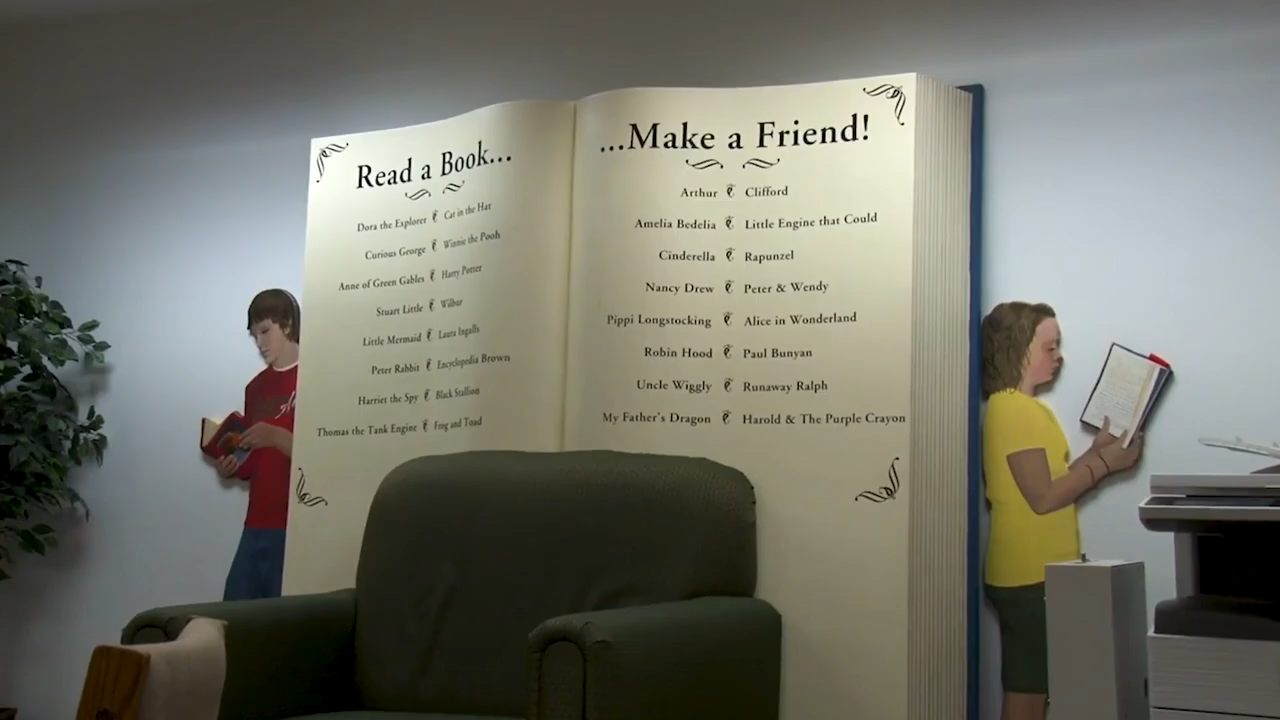 Read a Book...
Dora the Explorer Cat in the Hat
Curious George Winnie the Pooh
Anne of Green Gables Harry Potter
Stuart Little Wilbur
Little Mermaid Laura Ingalls
Peter Rabbit Encyclopedia Brown
Harriet the Spy Black Stallion
Thomas the Tank Engine Frog and Toad
...Make a Friend!
Arthur Clifford
Amelia Bedelia Little Engine that Could
Cinderella Rapunzel
Nancy Drew Peter & Wendy
Pippi Longstocking Alice in Wonderland
Robin Hood Paul Bunyan
Uncle Wiggly Runaway Ralph
My Father's Dragon Harold & The Purple Crayon